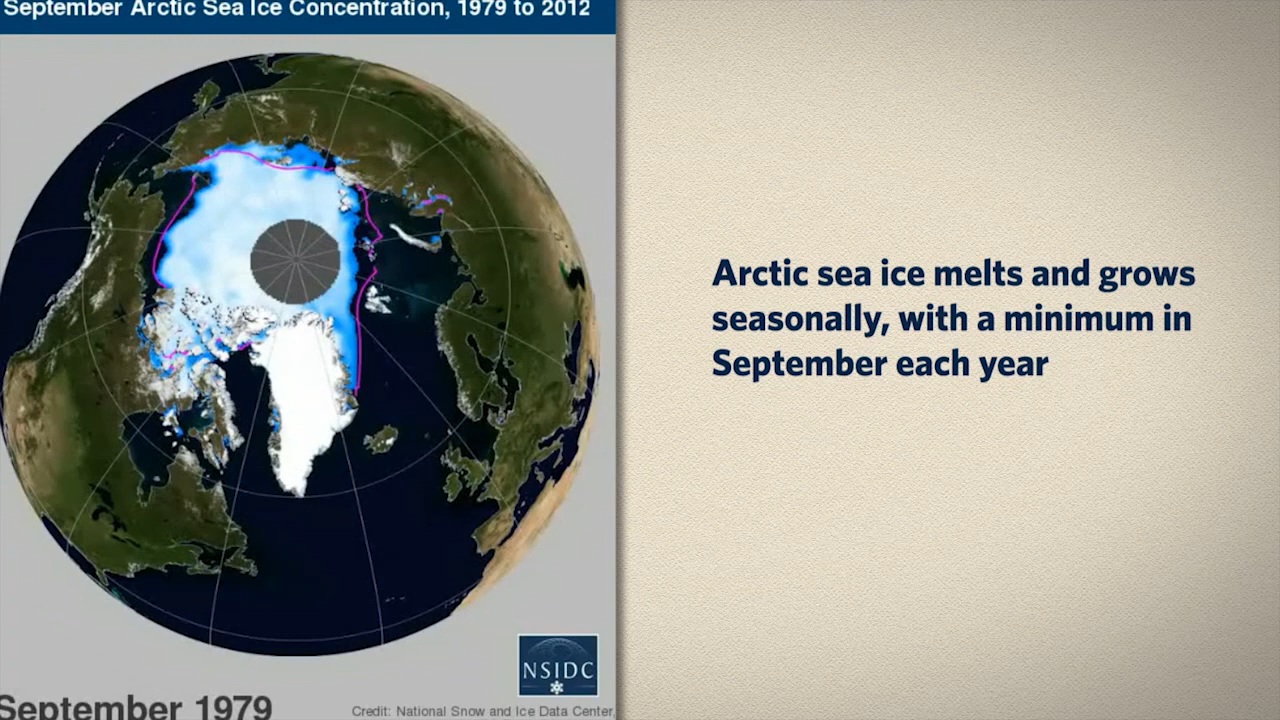 September Arctic Sea Ice Concentration, 1979 to 2012
Arctic sea ice melts and grows
seasonally, with a minimum in
September each year
NSIDC
September 1979
Credit: National Snow and Ice Data Center,